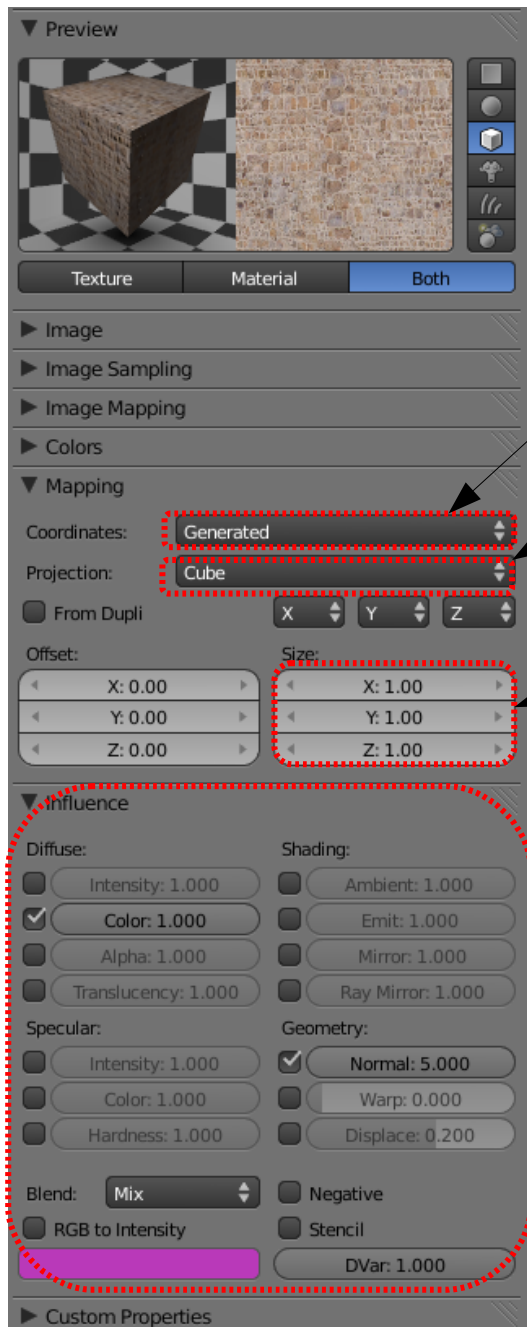 Preview
Texture Material Both
Image
Image Sampling
Image Mapping
Colors
Mapping
Coordinates: Generated
Projection: Cube
From Dupli X Y Z
Offset: Size:
X: 0.00 X: 1.00
Y: 0.00 Y: 1.00
Z: 0.00 Z: 1.00
Influence
Diffuse: Shading:
Intensity: 1.000 Ambient: 1.000
Color: 1.000 Emit: 1.000
Alpha: 1.000 Mirror: 1.000
Translucency: 1.000 Ray Mirror: 1.000
Specular: Geometry:
Intensity: 1.000 Normal: 5.000
Color: 1.000 Warp: 0.000
Hardness: 1.000 Displace: 0.200
Blend: Mix Negative
RGB to Intensity Stencil
DVar: 1.000
Custom Properties